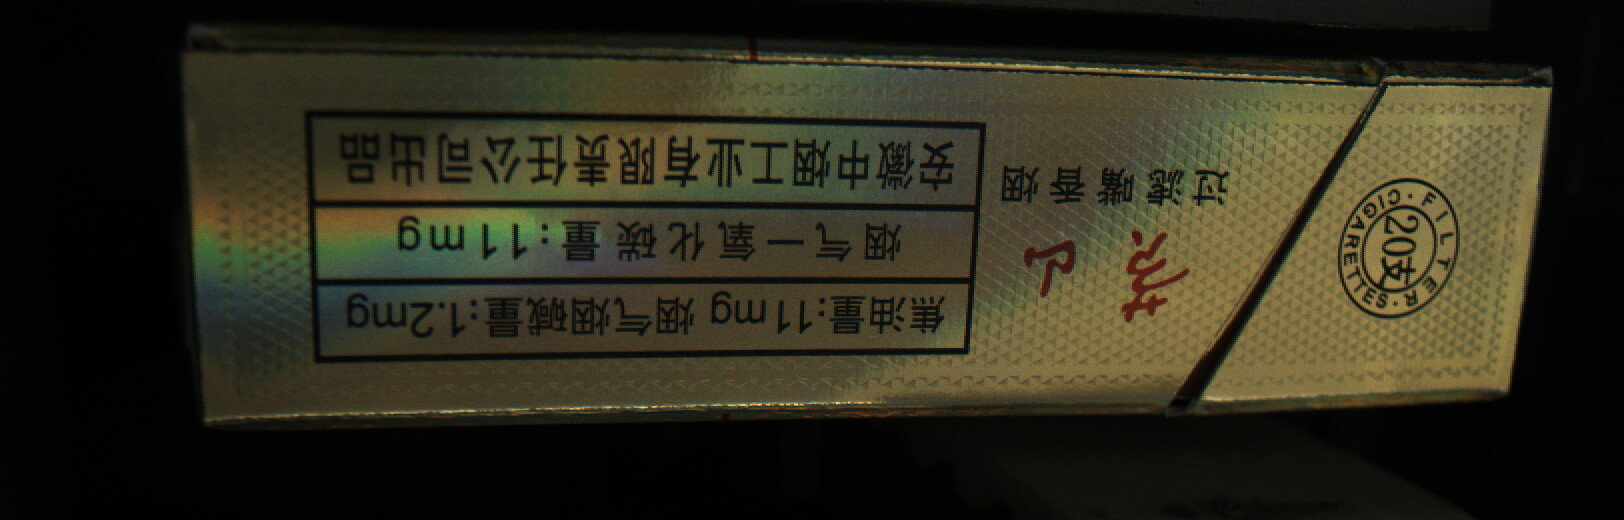 FILTER·CIGARETTES·
20支
黄山
过滤嘴香烟
焦油量:11mg 烟气烟碱量:1.2mg
烟气一氧化碳量:11mg
安徽中烟工业有限责任公司出品